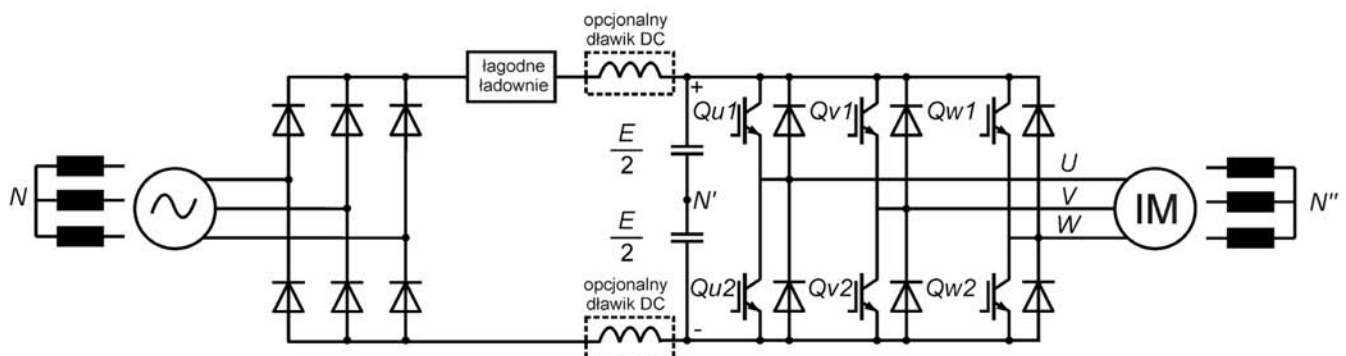 opcjonalny
dławik DC
łagodne
ładownie
+
Qu1
Qv1
Qw1
E
2
N
U
N'
V
IM
N"
W
E
2
opcjonalny
dławik DC
Qu2
Qv2
Qw2
-